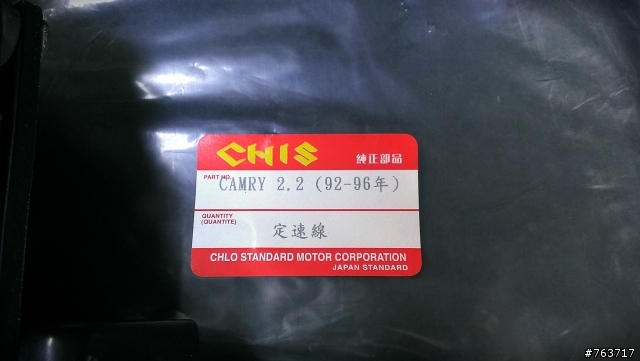 CHIS 純正部品
PART NO.
CAMRY 2.2 (92-96年)
QUANTITY
(QUANTITE)
定速線
CHLO STANDARD MOTOR CORPORATION
JAPAN STANDARD
#763717